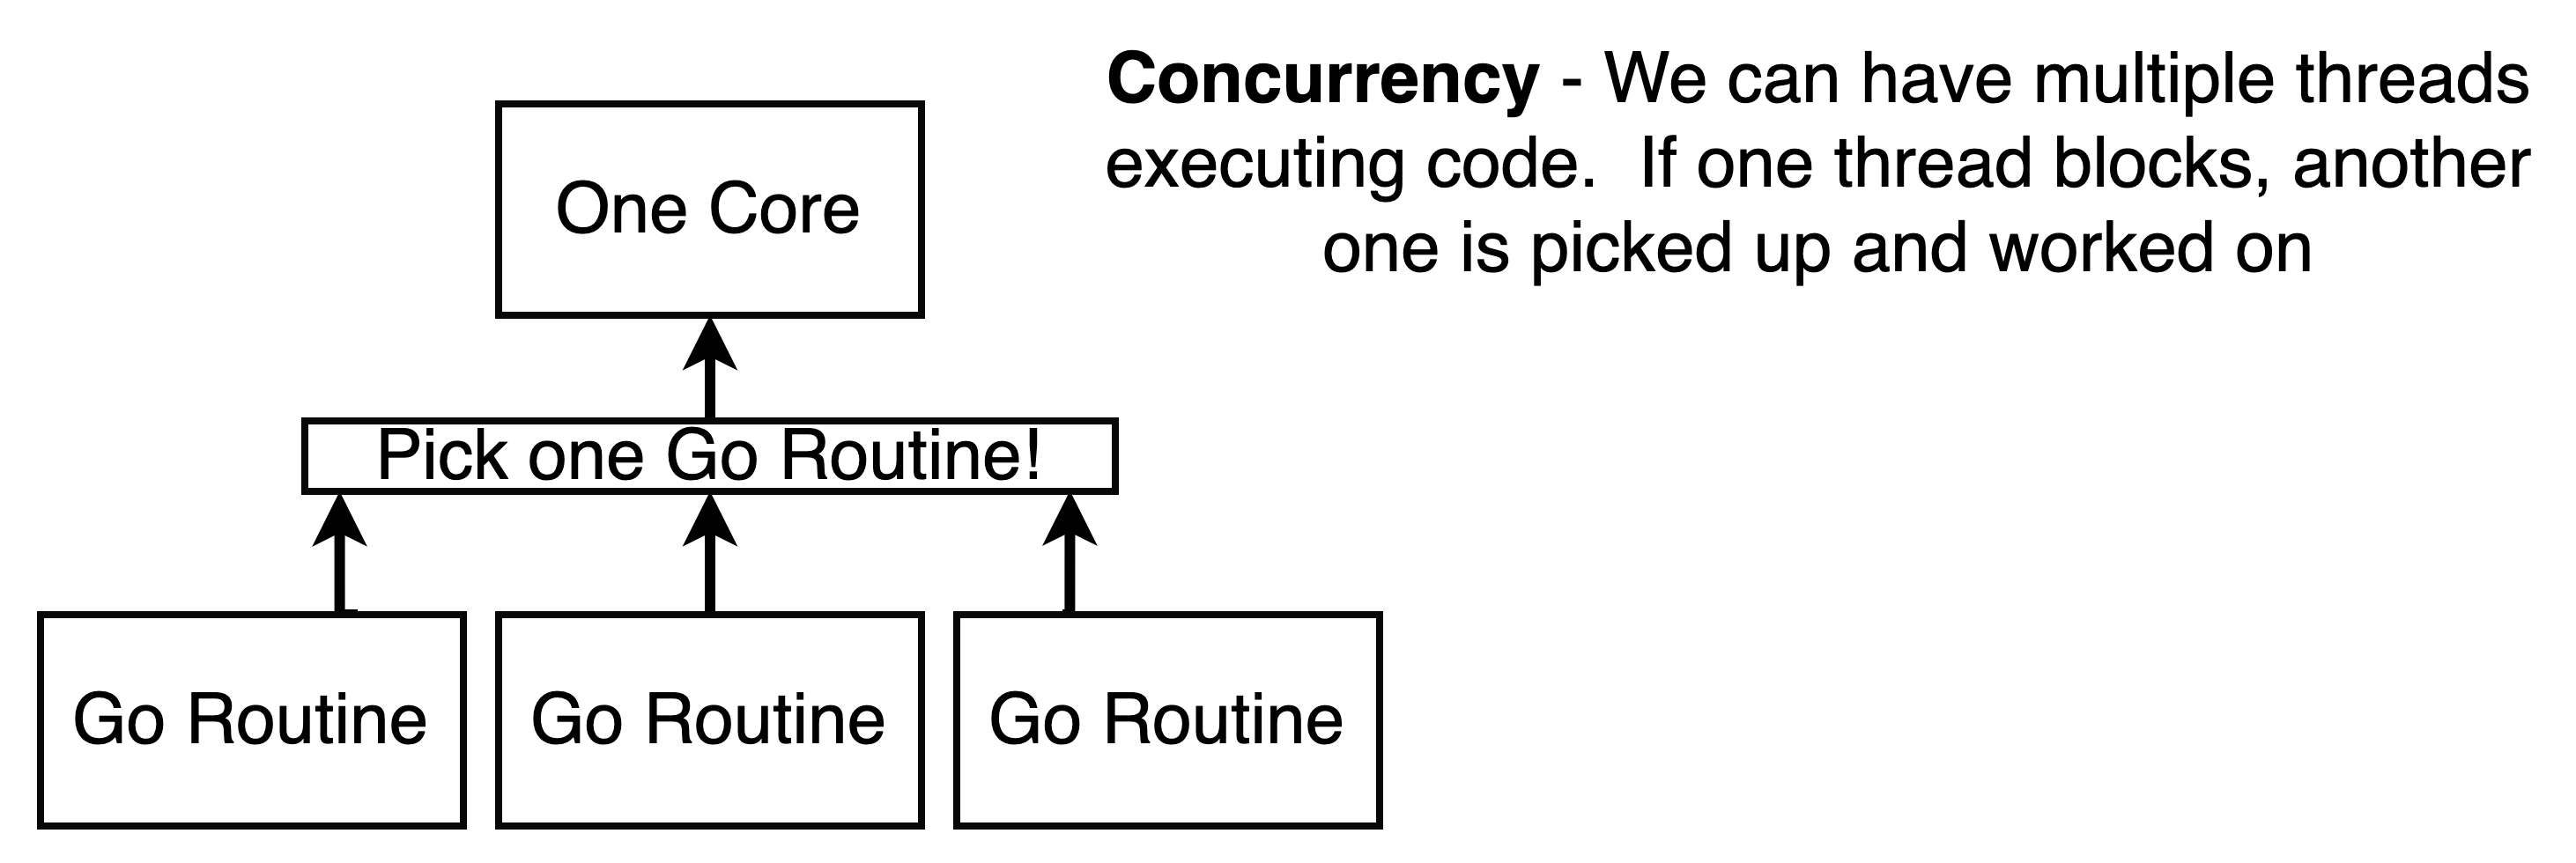 Concurrency - We can have multiple threads
executing code.  If one thread blocks, another
one is picked up and worked on
One Core
Pick one Go Routine!
Go Routine
Go Routine
Go Routine